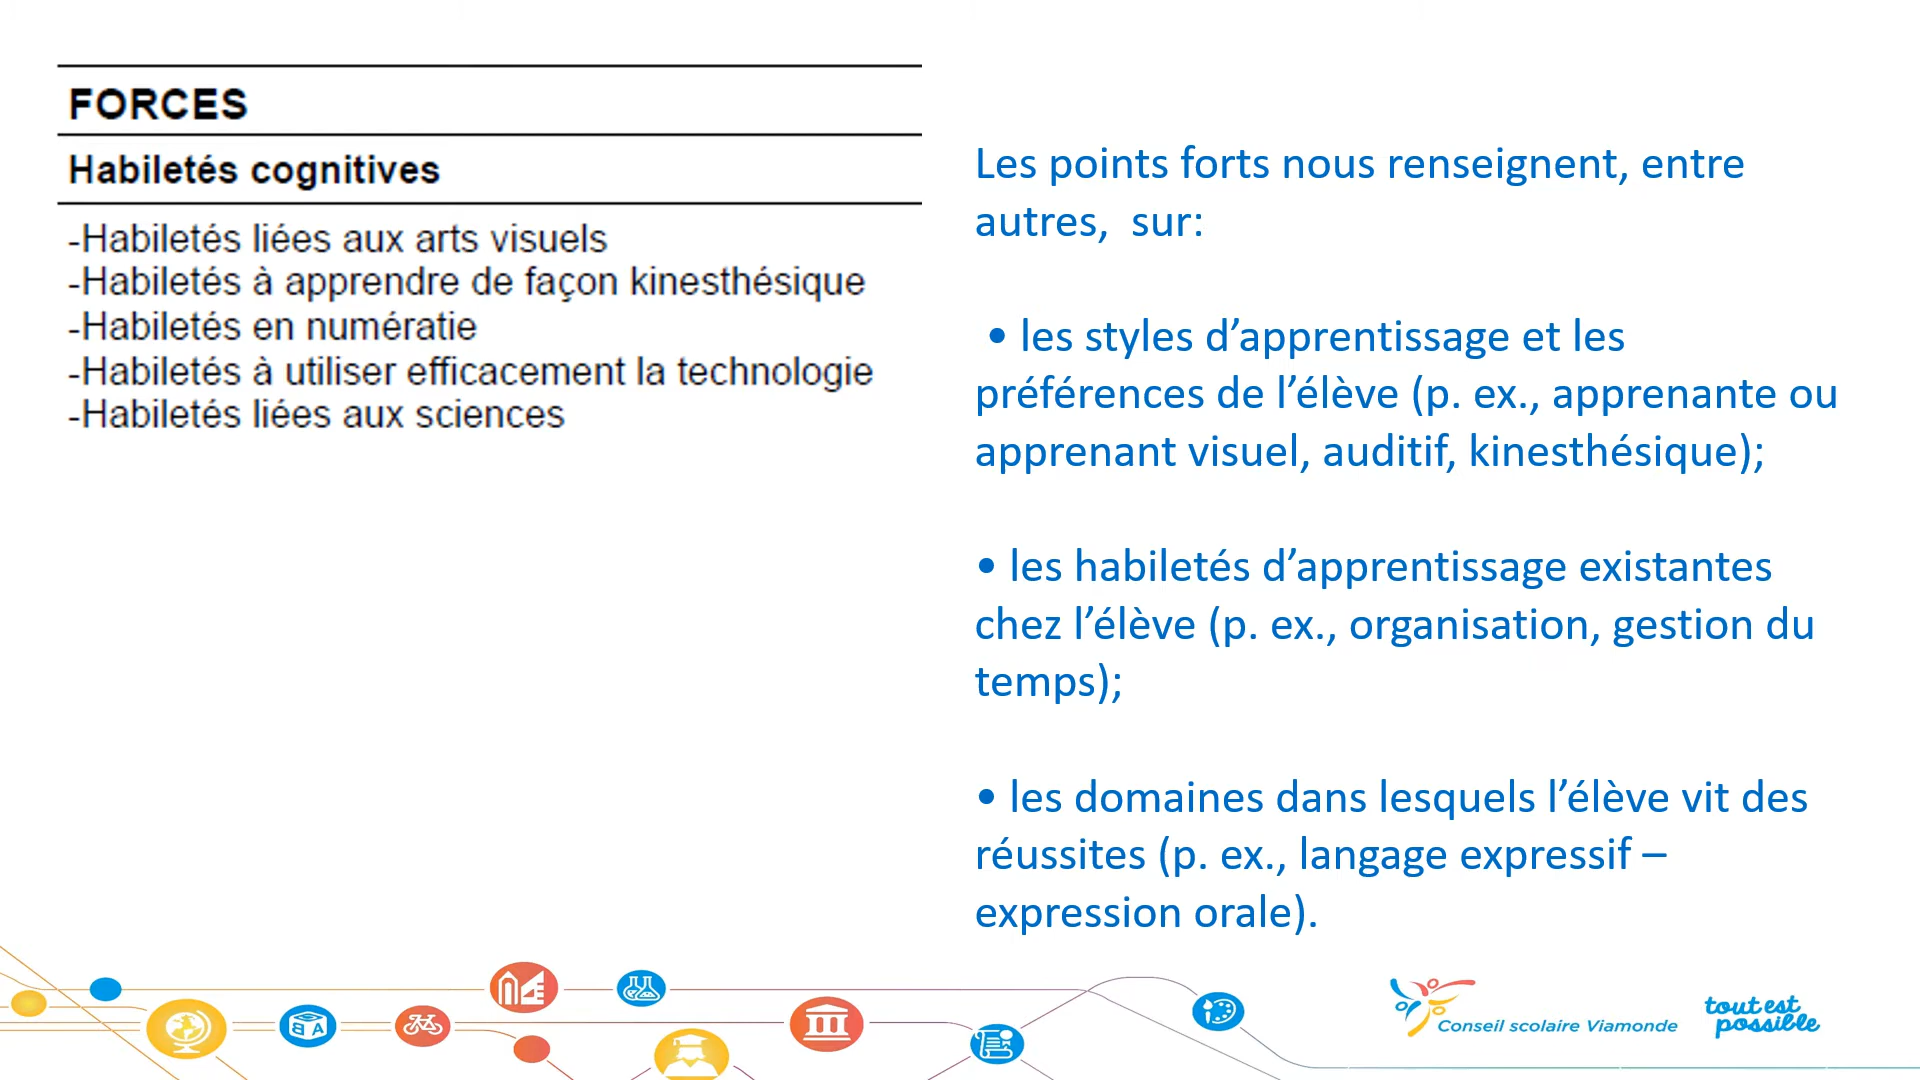 FORCES
Habiletés cognitives
-Habiletés liées aux arts visuels
-Habiletés à apprendre de façon kinesthésique
-Habiletés en numératie
-Habiletés à utiliser efficacement la technologie
-Habiletés liées aux sciences
Les points forts nous renseignent, entre
autres, sur:
• les styles d’apprentissage et les
préférences de l’élève (p. ex., apprenante ou
apprenant visuel, auditif, kinesthésique);
• les habiletés d’apprentissage existantes
chez l’élève (p. ex., organisation, gestion du
temps);
• les domaines dans lesquels l’élève vit des
réussites (p. ex., langage expressif –
expression orale).
B A
Conseil scolaire Viamonde
tout est
possible